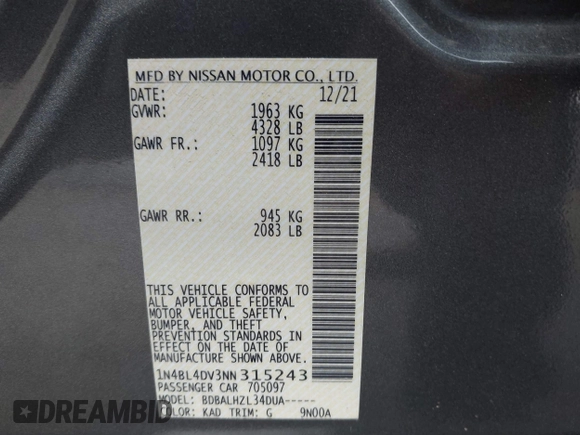 MFD BY NISSAN MOTOR CO., LTD.
DATE: 12/21
GVWR: 1963 KG
4328 LB
GAWR FR.: 1097 KG
2418 LB
GAWR RR.: 945 KG
2083 LB
THIS VEHICLE CONFORMS TO
ALL APPLICABLE FEDERAL
MOTOR VEHICLE SAFETY,
BUMPER, AND THEFT
PREVENTION STANDARDS IN
EFFECT ON THE DATE OF
MANUFACTURE SHOWN ABOVE.
1N4BL4DV3NN315243
PASSENGER CAR 705097
MODEL: BDBALHZL34DUA-----
COLOR: KAD TRIM: G 9N00A
REAL AUTOBIDBAY